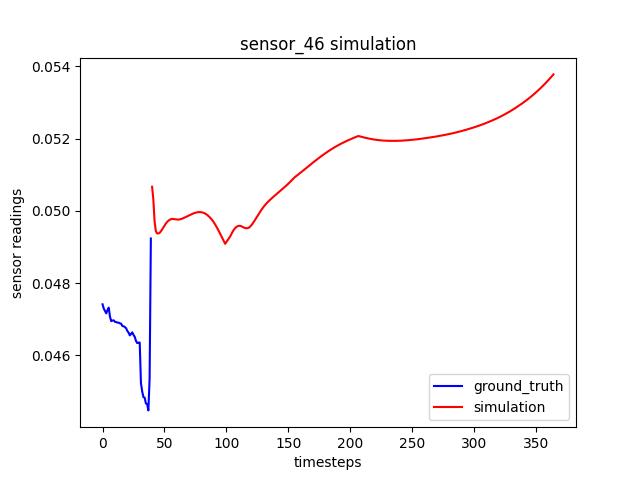 sensor_46 simulation
sensor readings
0.054
0.052
0.050
0.048
0.046
0 50 100 150 200 250 300 350
timesteps
ground_truth
simulation